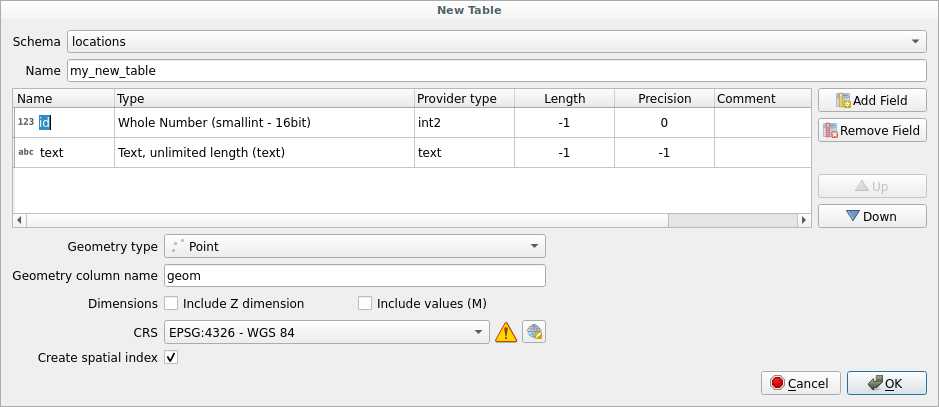 New Table
Schema locations
Name my_new_table
Name Type Provider type Length Precision Comment
123 id Whole Number (smallint - 16bit) int2 -1 0
abc text Text, unlimited length (text) text -1 -1
Add Field
Remove Field
Up
Down
Geometry type Point
Geometry column name geom
Dimensions Include Z dimension Include values (M)
CRS EPSG:4326 - WGS 84
Create spatial index
Cancel OK